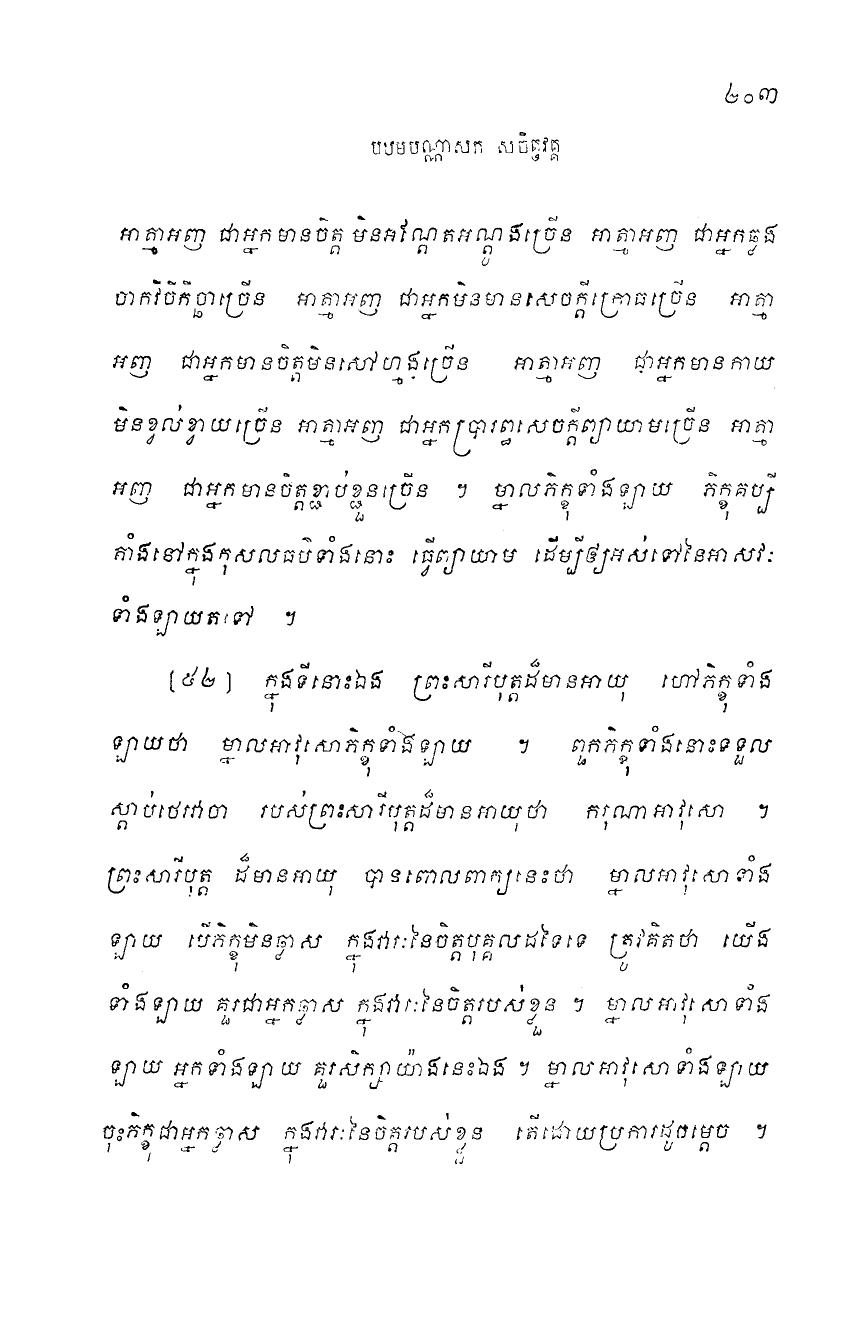 ២០៣
បឋមបណ្ណាសក សចិត្តវគ្គ
អាត្មាអញ ជាអ្នកមានចិត្ត មិនអណ្តែតអណ្តូងច្រើន អាត្មាអញ ជាអ្នកឆ្លង
ចាកវិចិកិច្ឆាច្រើន អាត្មាអញ ជាអ្នកមិនមានសេចក្តីក្រោធច្រើន អាត្មា
អញ ជាអ្នកមានចិត្តមិនសៅហ្មងច្រើន អាត្មាអញ ជាអ្នកមានកាយ
មិនខ្វល់ខ្វាយច្រើន អាត្មាអញ ជាអ្នកប្រារព្ធសេចក្តីព្យាយាមច្រើន អាត្មា
អញ ជាអ្នកមានចិត្តខ្ជាប់ខ្ជួនច្រើន ។ ម្នាលភិក្ខុទាំងឡាយ ភិក្ខុគប្បី
តាំងនៅក្នុងកុសលធម៌ទាំងនោះ ធ្វើព្យាយាម ដើម្បីឲ្យអស់ទៅនៃអាសវៈ
ទាំងឡាយតទៅ ។
[៥២] ក្នុងទីនោះឯង ព្រះសារីបុត្តដ៏មានអាយុ ហៅភិក្ខុទាំង
ឡាយថា ម្នាលអាវុសោភិក្ខុទាំងឡាយ ។ ពួកភិក្ខុទាំងនោះទទួល
ស្តាប់ថេរវាចា របស់ព្រះសារីបុត្តដ៏មានអាយុថា ករុណាអាវុសោ ។
ព្រះសារីបុត្ត ដ៏មានអាយុ បានពោលពាក្យនេះថា ម្នាលអាវុសោទាំង
ឡាយ បើភិក្ខុមិនឆ្លាស ក្នុងវារៈនៃចិត្តបុគ្គលដទៃទេ ត្រូវគិតថា យើង
ទាំងឡាយ គួរជាអ្នកឆ្លាស ក្នុងវារៈនៃចិត្តរបស់ខ្លួន ។ ម្នាលអាវុសោទាំង
ឡាយ អ្នកទាំងឡាយ គួរសិក្សាយ៉ាងនេះឯង ។ ម្នាលអាវុសោទាំងឡាយ
ចុះភិក្ខុជាអ្នកឆ្លាស ក្នុងវារៈនៃចិត្តរបស់ខ្លួន តើដោយប្រការដូចម្តេច ។